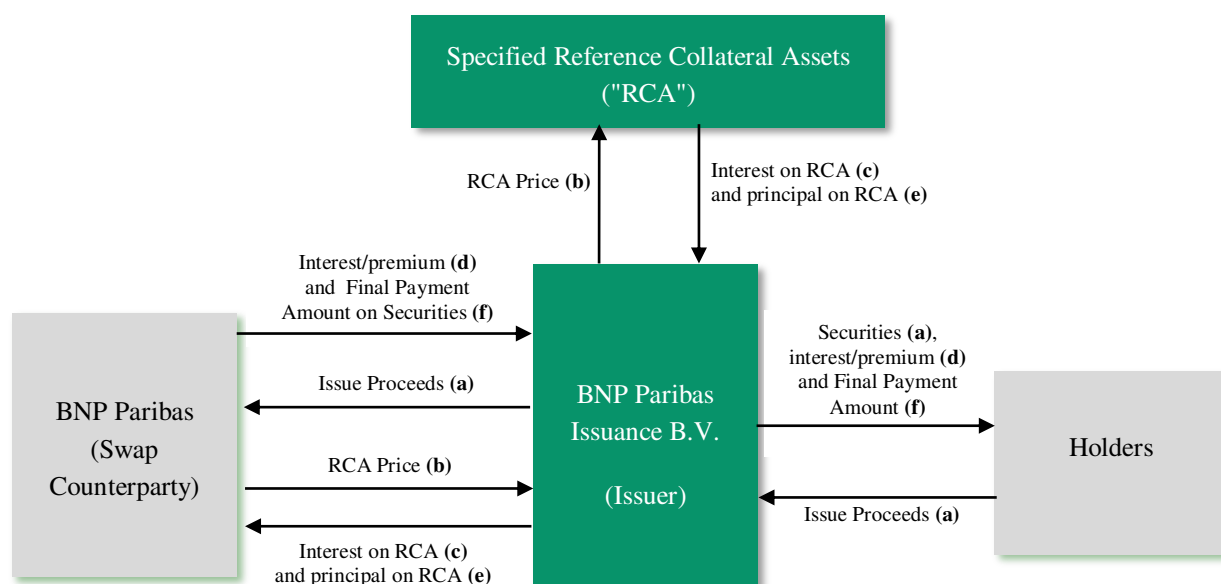 Specified Reference Collateral Assets
("RCA")
RCA Price (b)
Interest on RCA (c)
and principal on RCA (e)
Interest/premium (d)
and Final Payment
Amount on Securities (f)
Issue Proceeds (a)
RCA Price (b)
Interest on RCA (c)
and principal on RCA (e)
BNP Paribas
(Swap
Counterparty)
BNP Paribas
Issuance B.V.
(Issuer)
Securities (a),
interest/premium (d)
and Final Payment
Amount (f)
Issue Proceeds (a)
Holders